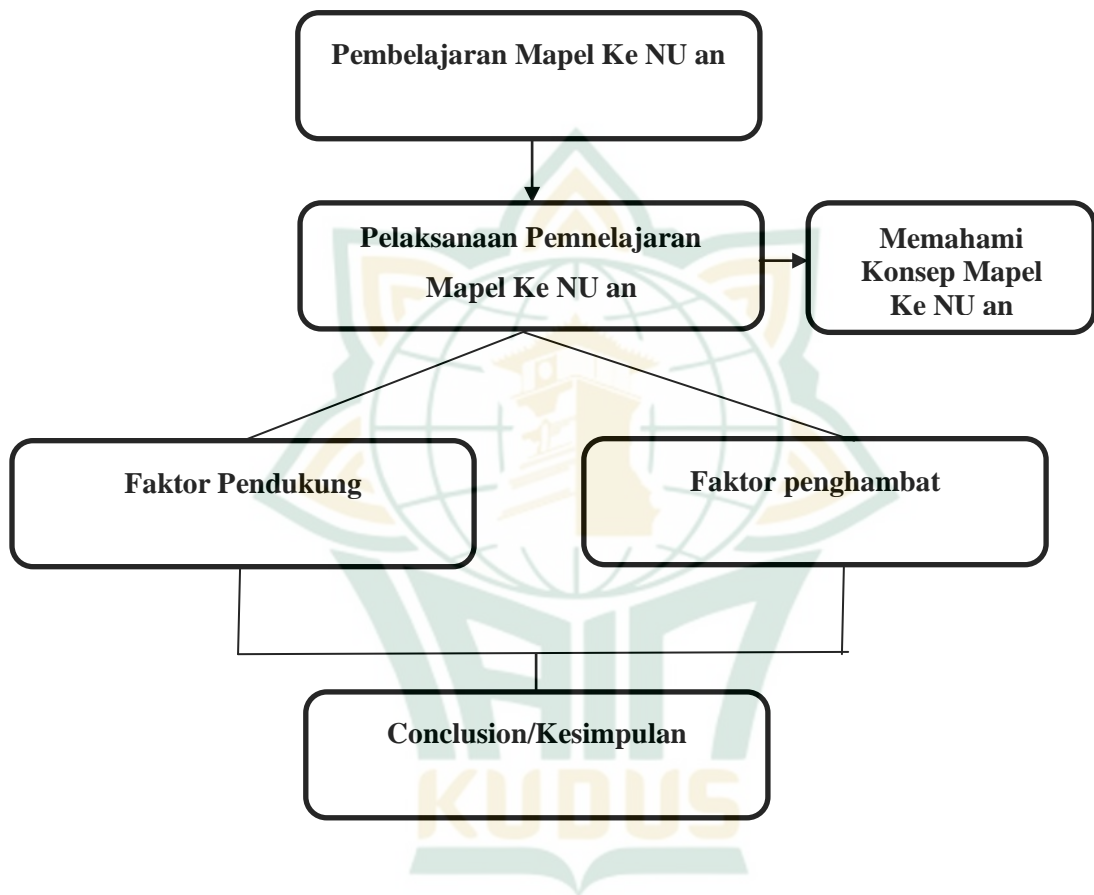 Pembelajaran Mapel Ke NU an
Pelaksanaan Pemnelajaran
Mapel Ke NU an
Memahami
Konsep Mapel
Ke NU an
Faktor Pendukung
Faktor penghambat
IAIN
Conclusion/Kesimpulan
KUDUS